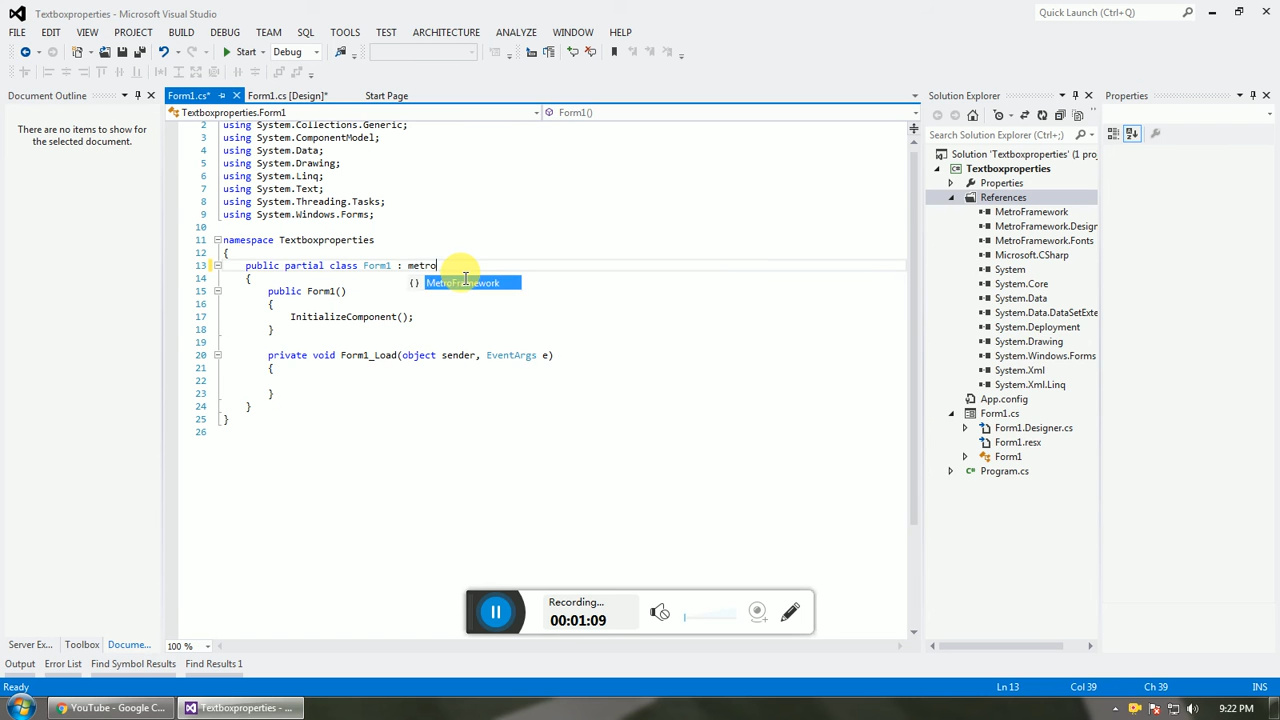 Textboxproperties - Microsoft Visual Studio
Quick Launch (Ctrl+Q)
FILE EDIT VIEW PROJECT BUILD DEBUG TEAM SQL TOOLS TEST ARCHITECTURE ANALYZE WINDOW HELP
Start Debug
Document Outline
Form1.cs* Form1.cs [Design]* Start Page
Solution Explorer
Properties
Textboxproperties.Form1 Form1()
There are no items to show for
the selected document.
2 using System.Collections.Generic;
3 using System.ComponentModel;
4 using System.Data;
5 using System.Drawing;
6 using System.Linq;
7 using System.Text;
8 using System.Threading.Tasks;
9 using System.Windows.Forms;
10
11 namespace Textboxproperties
12 {
13 public partial class Form1 : metro
14 {
{} MetroFramework
15 public Form1()
16 {
17 InitializeComponent();
18 }
19
20 private void Form1_Load(object sender, EventArgs e)
21 {
22
23 }
24 }
25 }
26
Search Solution Explorer (Ctrl+;)
Solution 'Textboxproperties' (1 proj
Textboxproperties
Properties
References
MetroFramework
MetroFramework.Design
MetroFramework.Fonts
Microsoft.CSharp
System
System.Core
System.Data
System.Data.DataSetExte
System.Deployment
System.Drawing
System.Windows.Forms
System.Xml
System.Xml.Linq
App.config
Form1.cs
Form1.Designer.cs
Form1.resx
Form1
Program.cs
Recording...
00:01:09
Server Ex... Toolbox Docume...
100 %
Output Error List Find Symbol Results Find Results 1
Ready Ln 13 Col 39 Ch 39 INS
YouTube - Google C... Textboxproperties - ... 9:22 PM